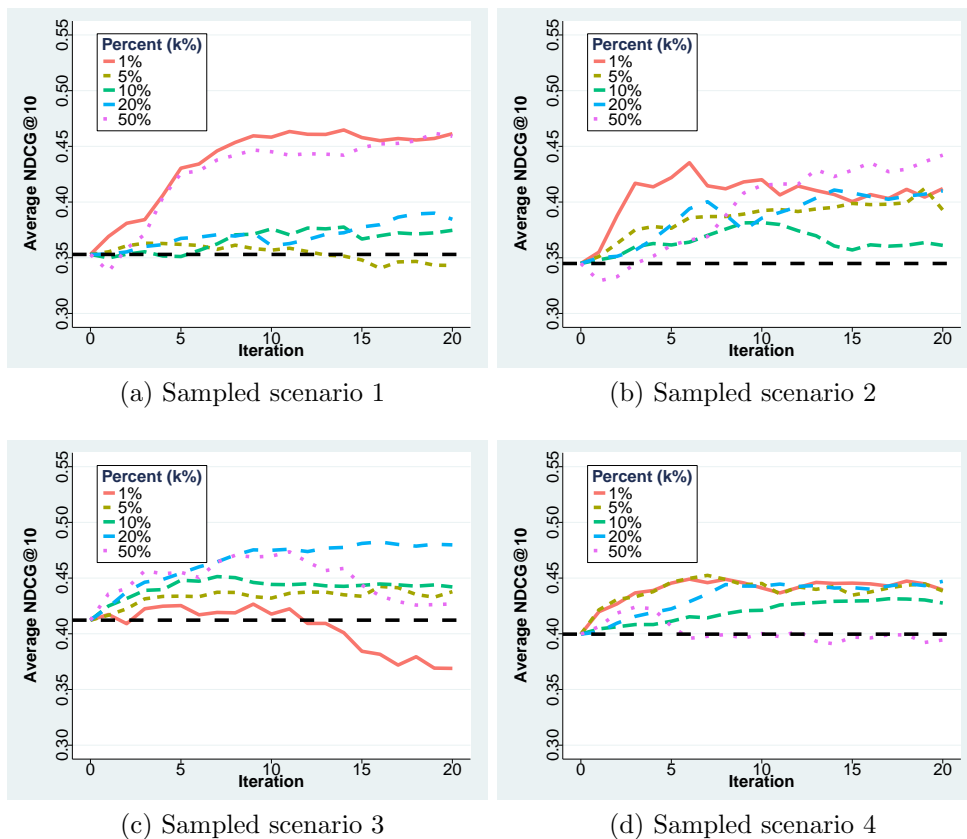 Average NDCG@10
0.55
0.50
0.45
0.40
0.35
0.30
Percent (k%)
1%
5%
10%
20%
50%
0 5 10 15 20
Iteration
(a) Sampled scenario 1
Average NDCG@10
0.55
0.50
0.45
0.40
0.35
0.30
Percent (k%)
1%
5%
10%
20%
50%
0 5 10 15 20
Iteration
(b) Sampled scenario 2
Average NDCG@10
0.55
0.50
0.45
0.40
0.35
0.30
Percent (k%)
1%
5%
10%
20%
50%
0 5 10 15 20
Iteration
(c) Sampled scenario 3
Average NDCG@10
0.55
0.50
0.45
0.40
0.35
0.30
Percent (k%)
1%
5%
10%
20%
50%
0 5 10 15 20
Iteration
(d) Sampled scenario 4